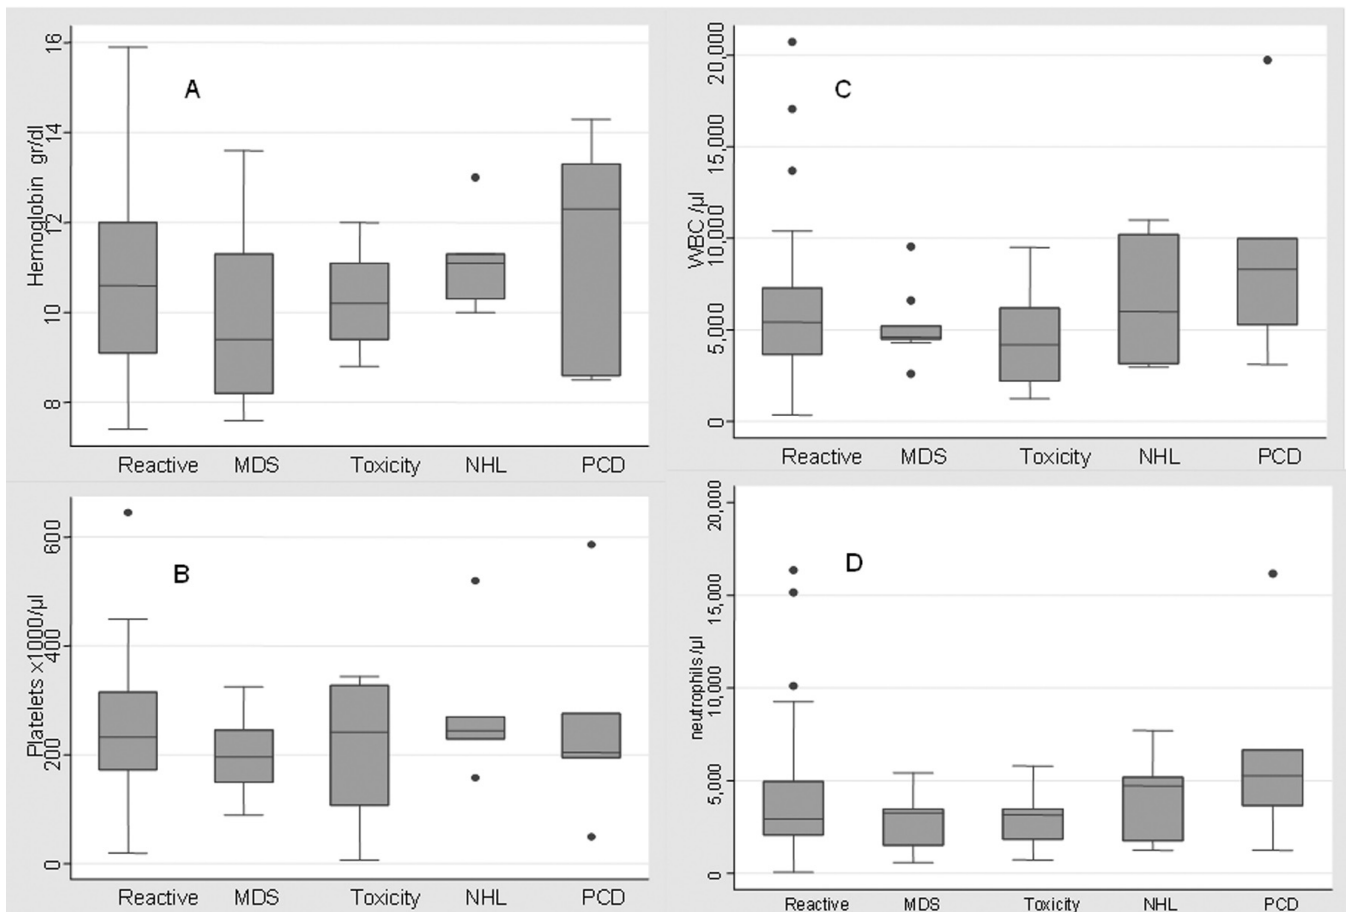 A
Hemoglobin gr/dl
16
14
12
10
8
Reactive MDS Toxicity NHL PCD
C
WBC /µl
20,000
15,000
10,000
5,000
0
Reactive MDS Toxicity NHL PCD
B
Platelets ×1000/µl
600
400
200
0
Reactive MDS Toxicity NHL PCD
D
neutrophils /µl
20,000
15,000
10,000
5,000
0
Reactive MDS Toxicity NHL PCD